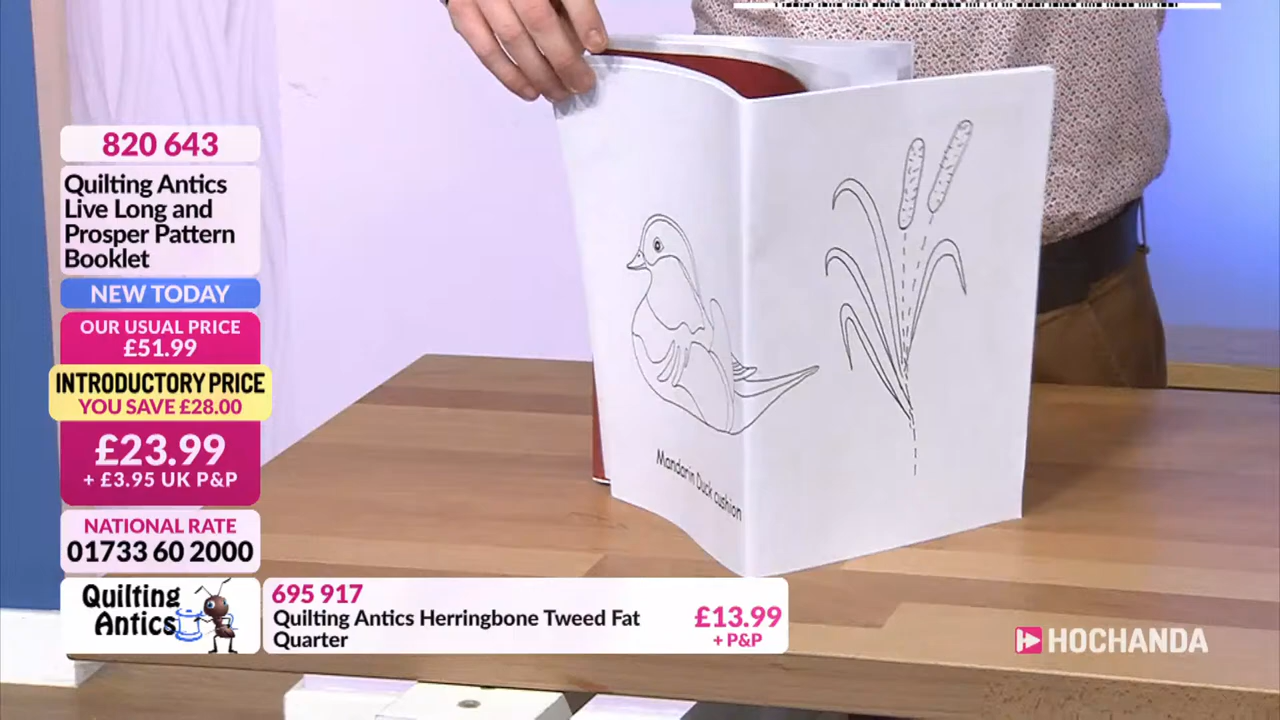 820 643
Quilting Antics
Live Long and
Prosper Pattern
Booklet
NEW TODAY
OUR USUAL PRICE
£51.99
INTRODUCTORY PRICE
YOU SAVE £28.00
£23.99
+ £3.95 UK P&P
NATIONAL RATE
01733 60 2000
Quilting
Antics
695 917
Quilting Antics Herringbone Tweed Fat
Quarter
£13.99
+ P&P
Mandarin Duck cushion
HOCHANDA